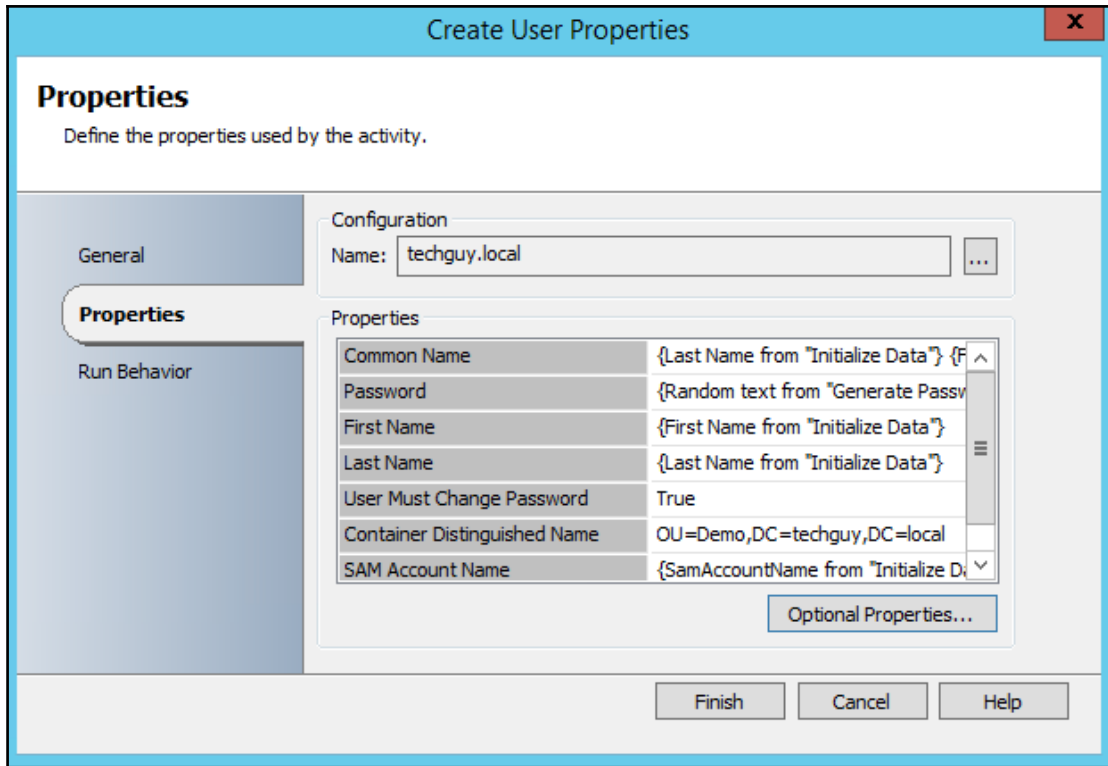 Create User Properties
x
Properties
Define the properties used by the activity.
General
Properties
Run Behavior
Configuration
Name: techguy.local ...
Properties
Common Name {Last Name from "Initialize Data"} {F
Password {Random text from "Generate Passw
First Name {First Name from "Initialize Data"}
Last Name {Last Name from "Initialize Data"}
User Must Change Password True
Container Distinguished Name OU=Demo,DC=techguy,DC=local
SAM Account Name {SamAccountName from "Initialize Da
Optional Properties...
Finish Cancel Help